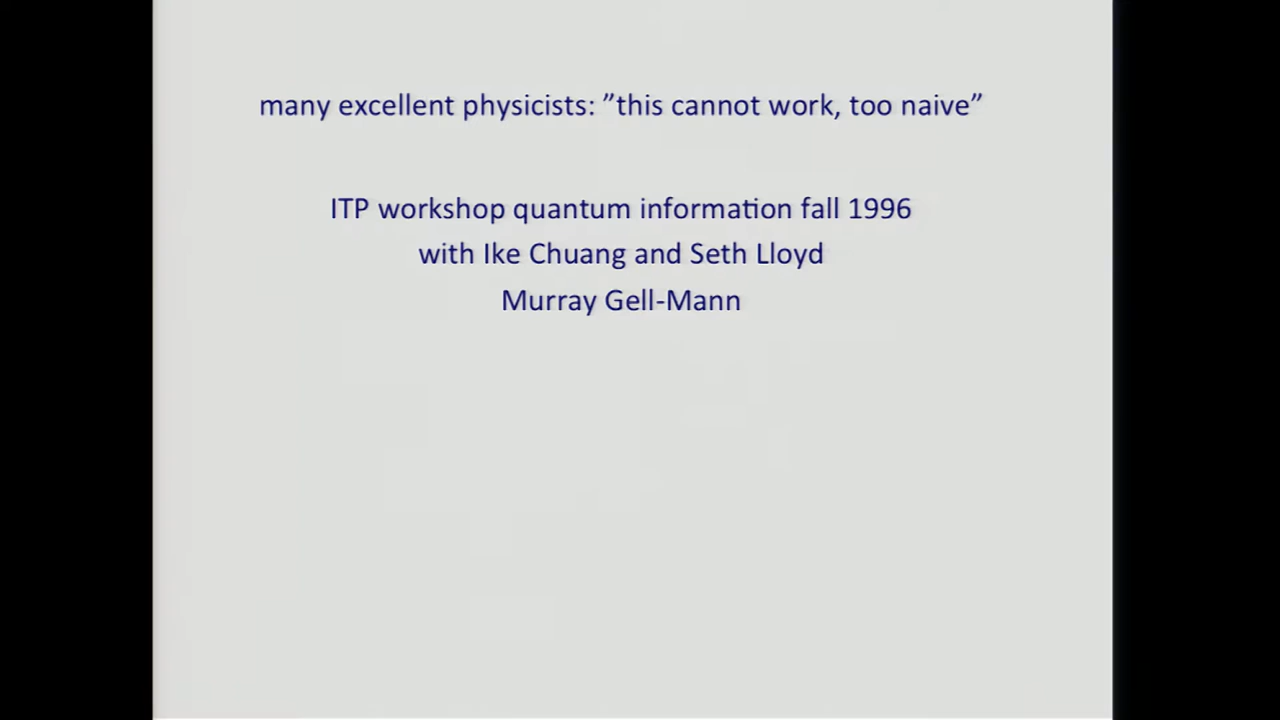 many excellent physicists: ”this cannot work, too naive”
ITP workshop quantum information fall 1996
with Ike Chuang and Seth Lloyd
Murray Gell-Mann